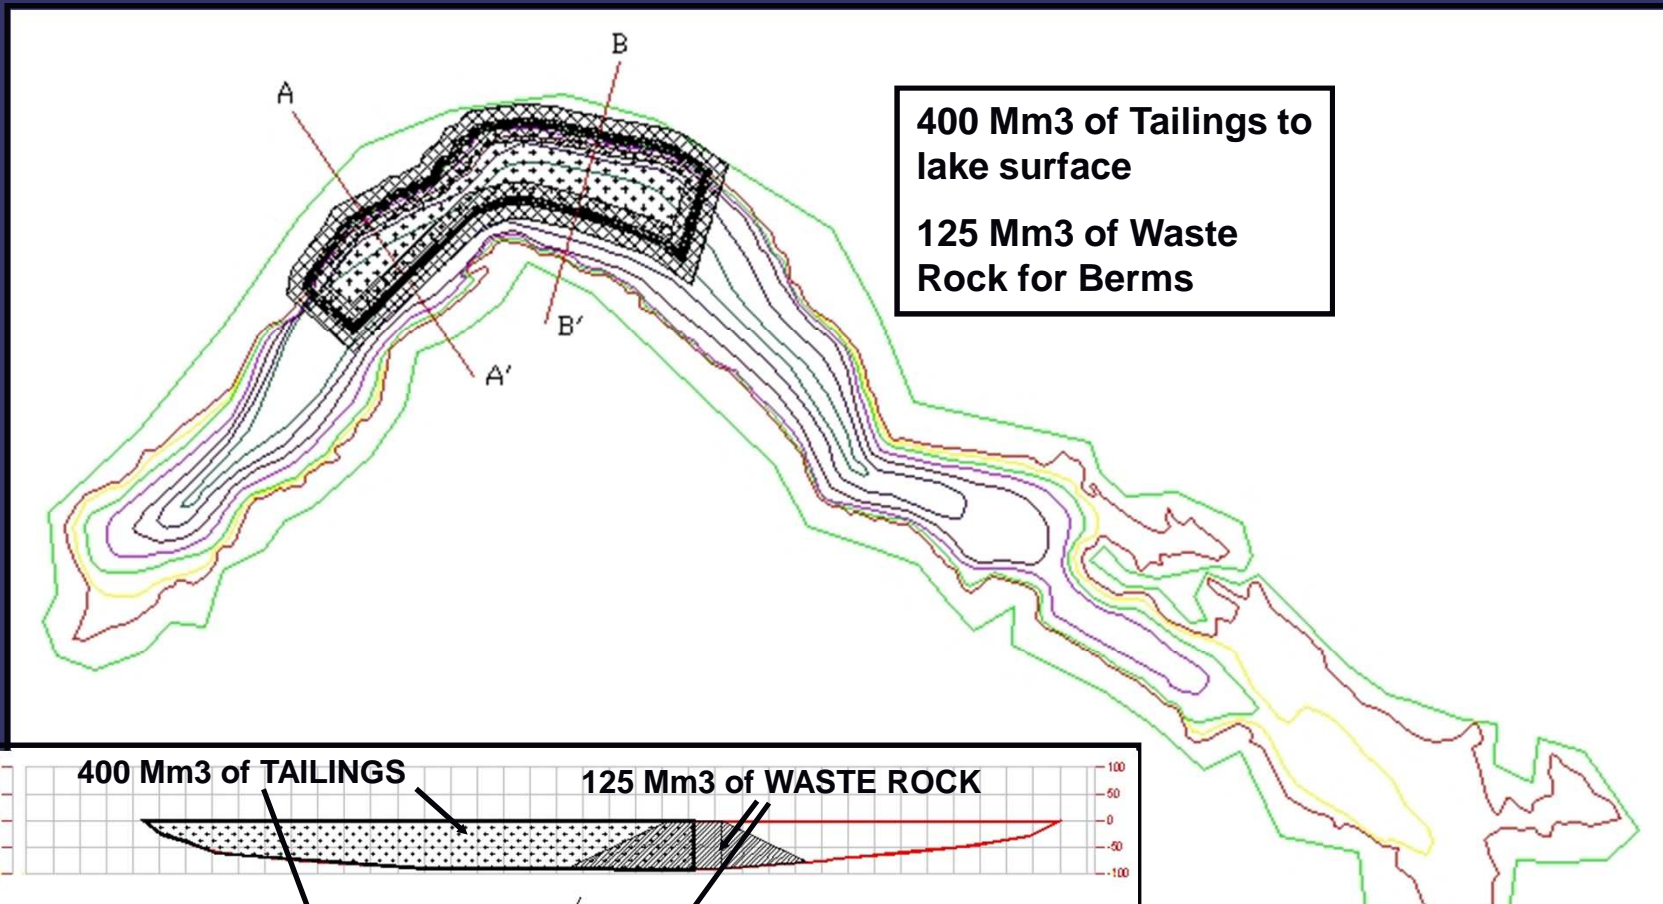 B
A
400 Mm3 of Tailings to
lake surface
125 Mm3 of Waste
Rock for Berms
B'
A'
400 Mm3 of TAILINGS
125 Mm3 of WASTE ROCK
100
50
0
-50
-100